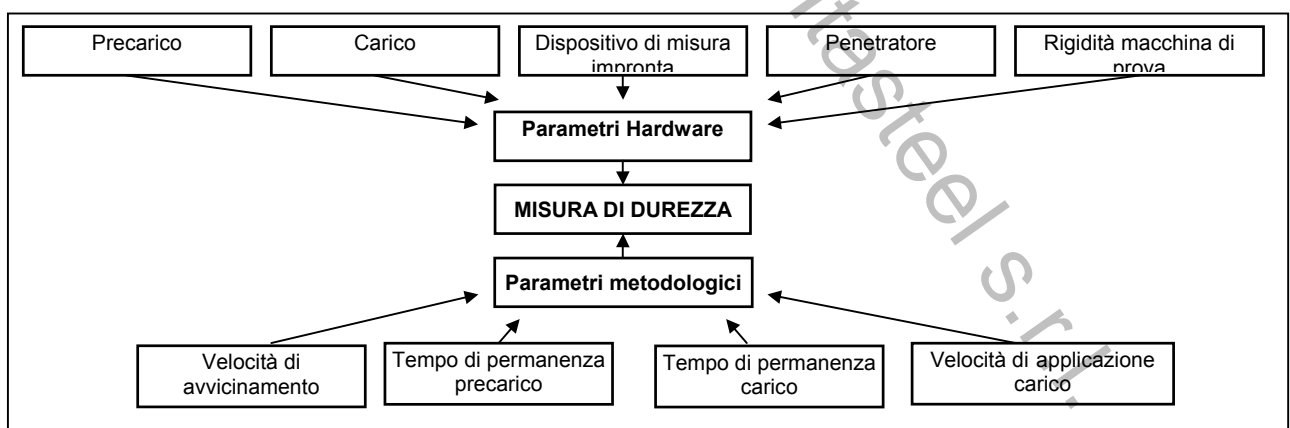 Precarico
Carico
Dispositivo di misura
impronta
Penetratore
Rigidità macchina di
prova
Parametri Hardware
MISURA DI DUREZZA
Parametri metodologici
Velocità di
avvicinamento
Tempo di permanenza
precarico
Tempo di permanenza
carico
Velocità di applicazione
carico
s.r.l.